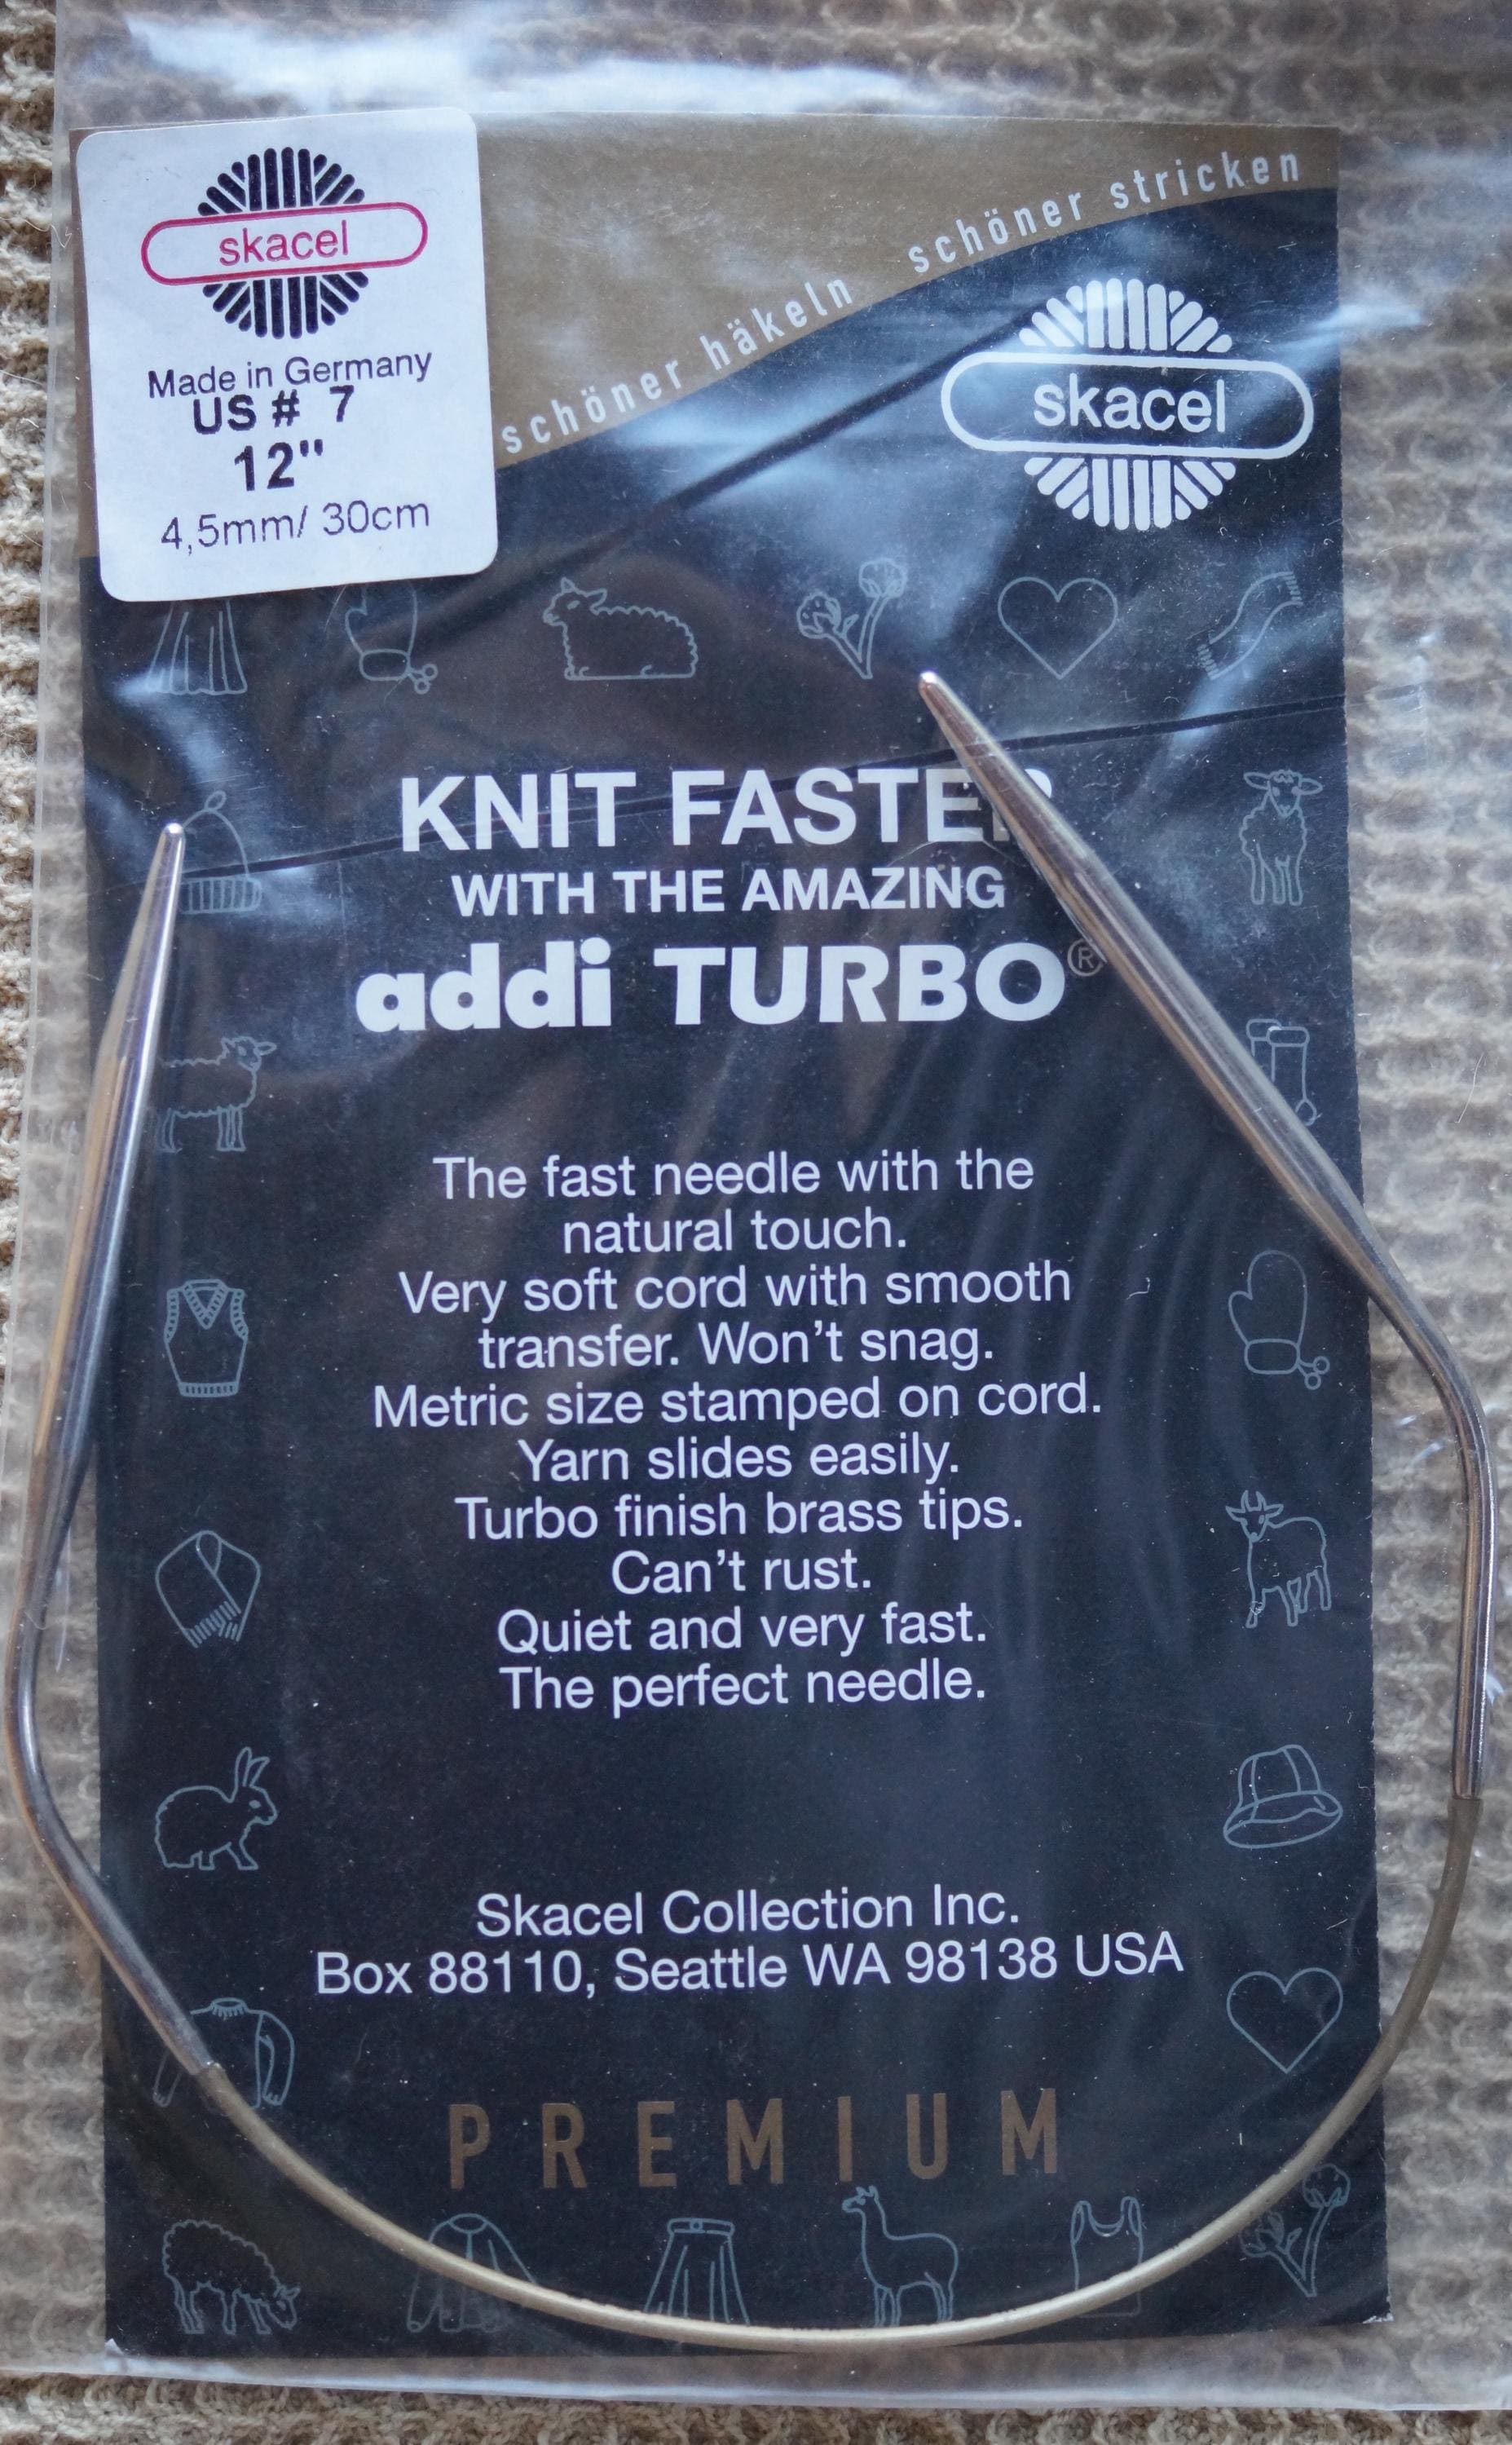 skacel
Made in Germany
US # 7
12"
4,5mm/ 30cm
schöner häkeln schöner stricken
skacel
KNIT FASTER
WITH THE AMAZING
addi TURBO®
The fast needle with the
natural touch.
Very soft cord with smooth
transfer. Won't snag.
Metric size stamped on cord.
Yarn slides easily.
Turbo finish brass tips.
Can't rust.
Quiet and very fast.
The perfect needle.
Skacel Collection Inc.
Box 88110, Seattle WA 98138 USA
PREMIUM